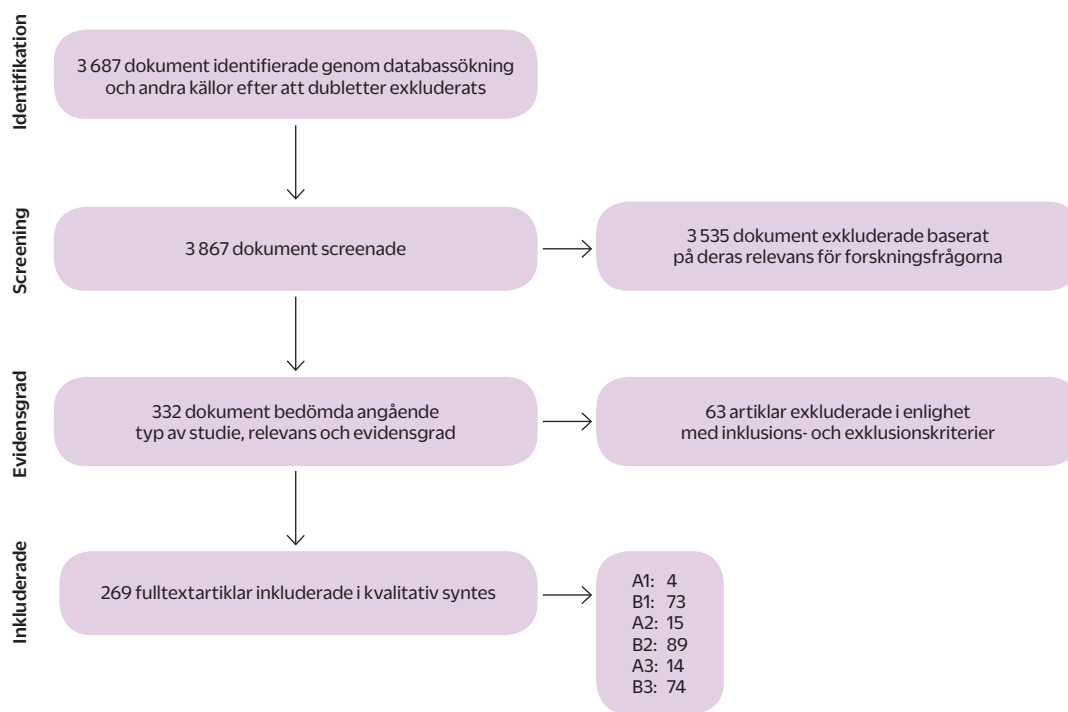 Identifikation
3 687 dokument identifierade genom databassökning
och andra källor efter att dubletter exkluderats
Screening
3 867 dokument screenade
3 535 dokument exkluderade baserat
på deras relevans för forskningsfrågorna
Evidensgrad
332 dokument bedömda angående
typ av studie, relevans och evidensgrad
63 artiklar exkluderade i enlighet
med inklusions- och exklusionskriterier
Inkluderade
269 fulltextartiklar inkluderade i kvalitativ syntes
A1: 4
B1: 73
A2: 15
B2: 89
A3: 14
B3: 74